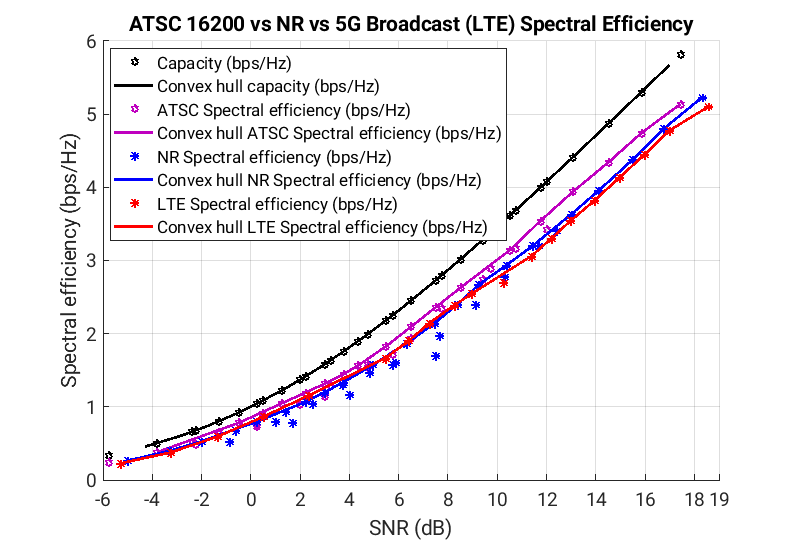 ATSC 16200 vs NR vs 5G Broadcast (LTE) Spectral Efficiency
6
5
4
3
2
1
0
Spectral efficiency (bps/Hz)
Capacity (bps/Hz)
Convex hull capacity (bps/Hz)
ATSC Spectral efficiency (bps/Hz)
Convex hull ATSC Spectral efficiency (bps/Hz)
NR Spectral efficiency (bps/Hz)
Convex hull NR Spectral efficiency (bps/Hz)
LTE Spectral efficiency (bps/Hz)
Convex hull LTE Spectral efficiency (bps/Hz)
-6 -4 -2 0 2 4 6 8 10 12 14 16 18 19
SNR (dB)